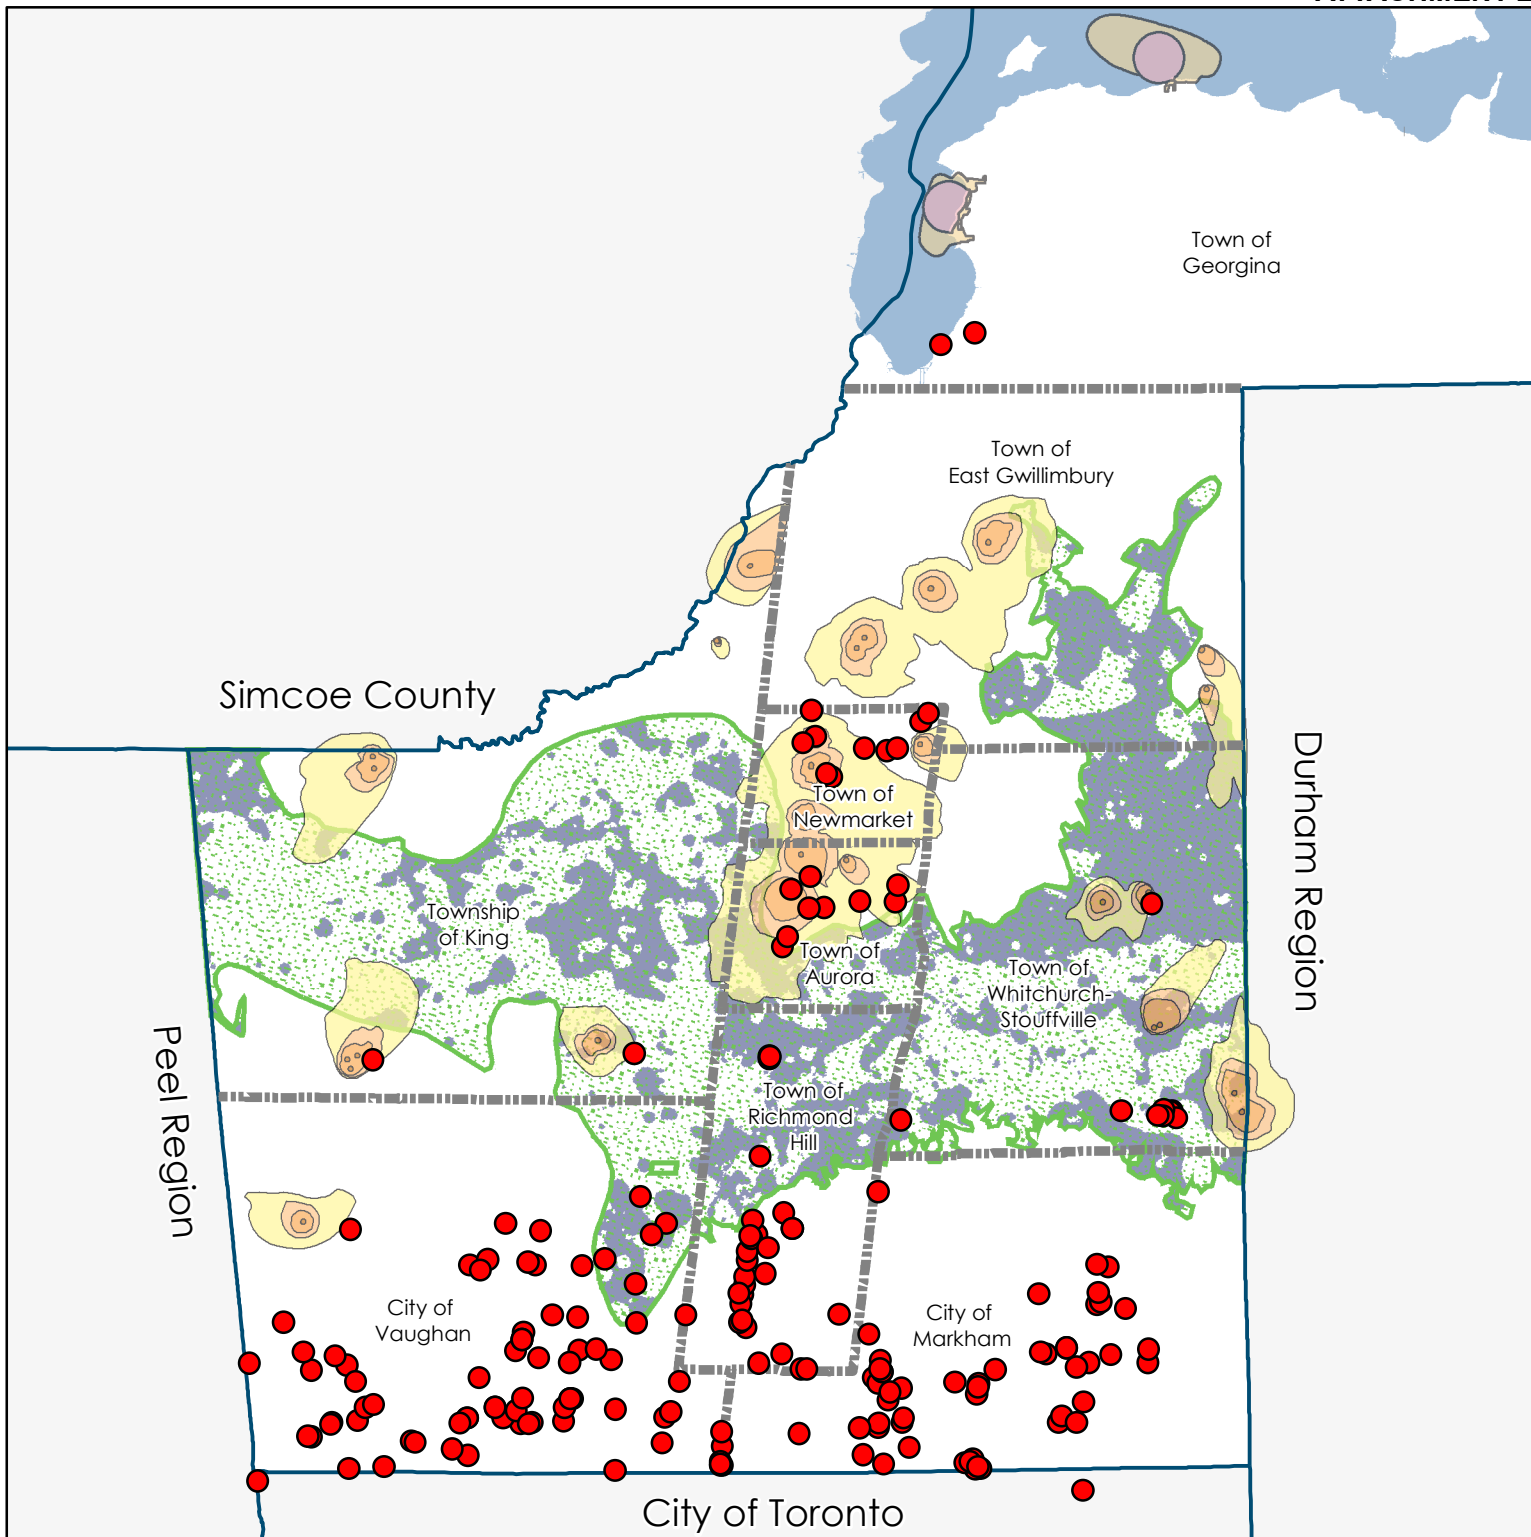 Town of
Georgina
Town of
East Gwillimbury
Simcoe County
Durham Region
Town of
Newmarket
Township
of King
Town of
Aurora
Town of
Whitchurch-
Stouffville
Peel Region
Town of
Richmond
Hill
City of
Vaughan
City of
Markham
City of Toronto